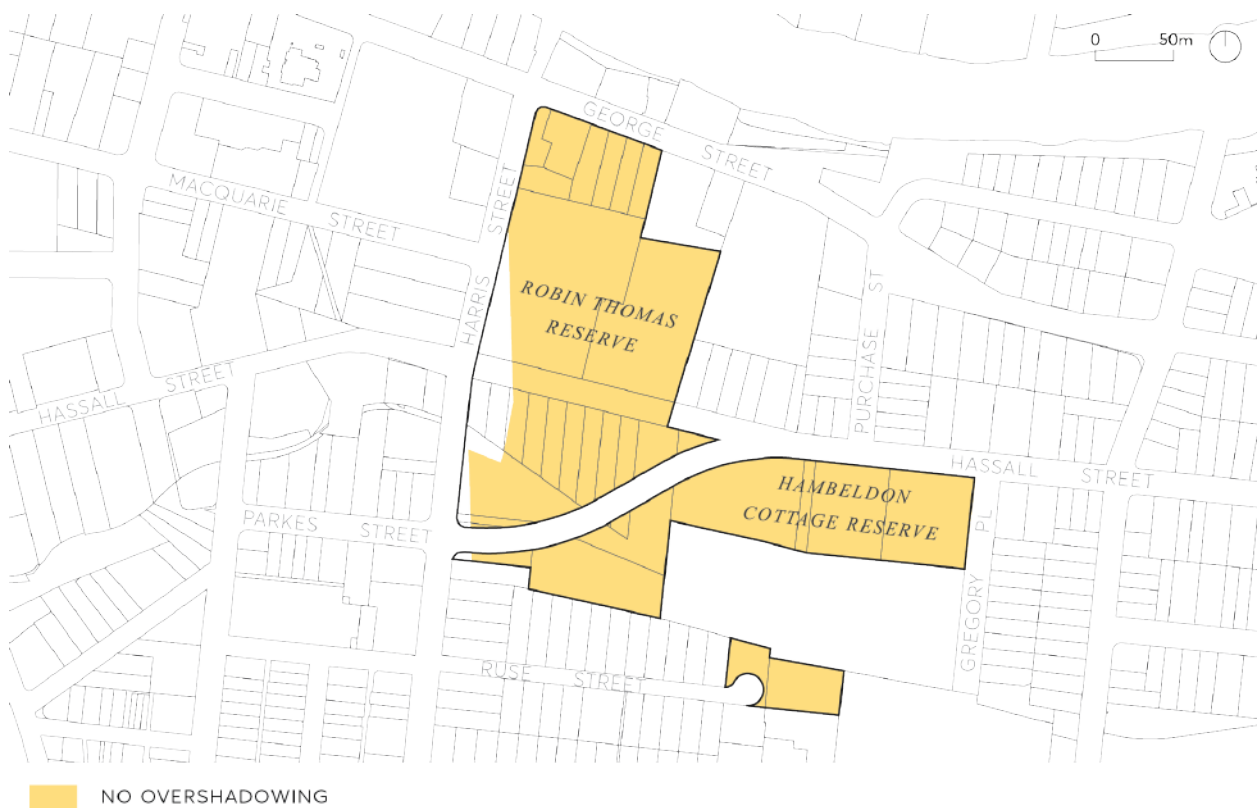 0 50m
GEORGE STREET
MACQUARIE STREET
HARRIS STREET
ROBIN THOMAS
RESERVE
PURCHASE ST
HASSALL STREET
HASSALL STREET
HAMBELDON
COTTAGE RESERVE
PARKES STREET
GREGORY PL
RUSE STREET
NO OVERSHADOWING